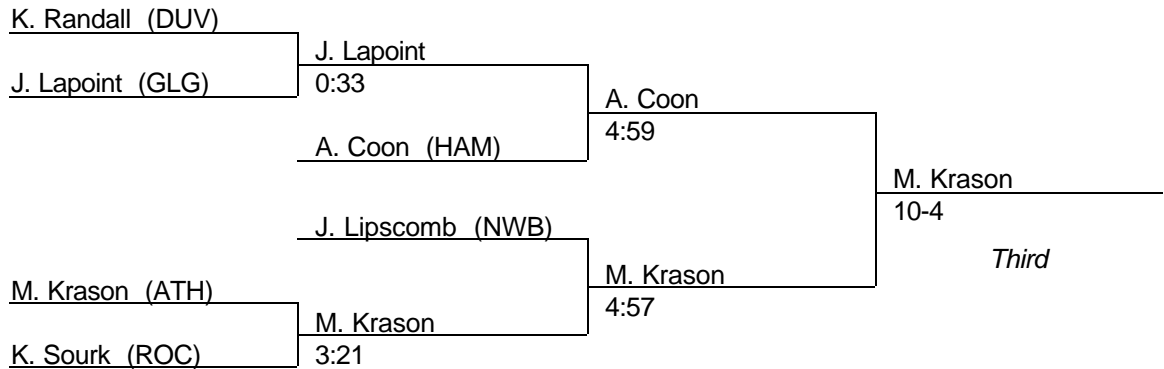 K. Randall (DUV)
J. Lapoint
J. Lapoint (GLG)
0:33
A. Coon
4:59
A. Coon (HAM)
M. Krason
10-4
J. Lipscomb (NWB)
Third
M. Krason
M. Krason (ATH)
4:57
M. Krason
K. Sourk (ROC)
3:21